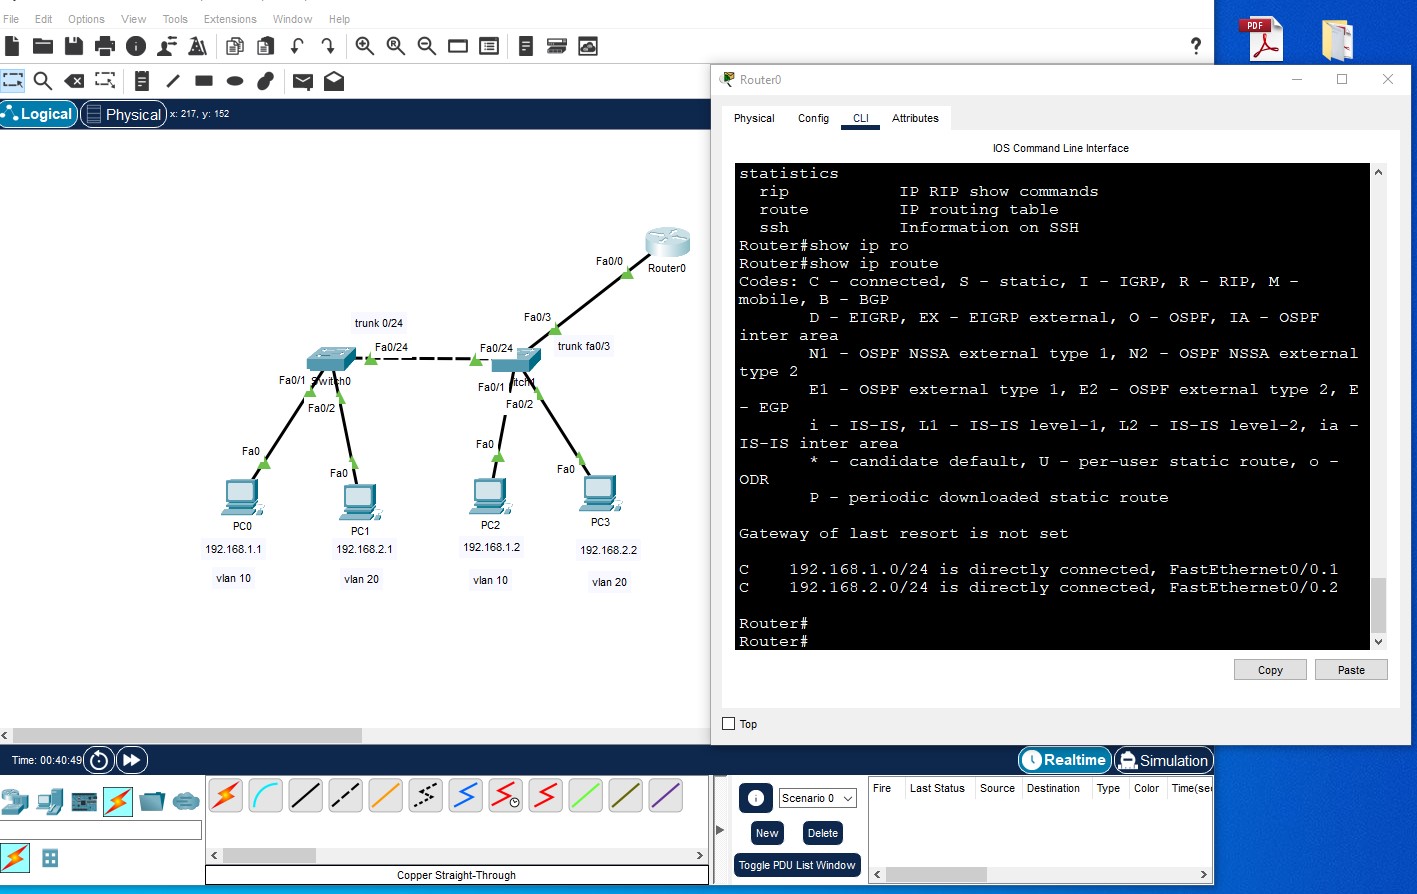 File Edit Options View Tools Extensions Window Help
?
PDF
Logical Physical x: 217, y: 152
Router0
Physical Config CLI Attributes
IOS Command Line Interface
statistics
rip IP RIP show commands
route IP routing table
ssh Information on SSH
Router#show ip ro
Router#show ip route
Codes: C - connected, S - static, I - IGRP, R - RIP, M -
mobile, B - BGP
D - EIGRP, EX - EIGRP external, O - OSPF, IA - OSPF
inter area
N1 - OSPF NSSA external type 1, N2 - OSPF NSSA external
type 2
E1 - OSPF external type 1, E2 - OSPF external type 2, E
- EGP
i - IS-IS, L1 - IS-IS level-1, L2 - IS-IS level-2, ia -
IS-IS inter area
* - candidate default, U - per-user static route, o -
ODR
P - periodic downloaded static route
Gateway of last resort is not set
C 192.168.1.0/24 is directly connected, FastEthernet0/0.1
C 192.168.2.0/24 is directly connected, FastEthernet0/0.2
Router#
Router#
Copy Paste
Top
Fa0/0
Router0
Fa0/3
trunk 0/24
trunk fa0/3
Fa0/24 Fa0/24
Fa0/1 Switch0
Fa0/2
Fa0/1 itch1
Fa0/2
Fa0 Fa0 Fa0 Fa0
PC0 PC1 PC2 PC3
192.168.1.1 192.168.2.1 192.168.1.2 192.168.2.2
vlan 10 vlan 20 vlan 10 vlan 20
Time: 00:40:49
Realtime Simulation
Scenario 0
New Delete
Toggle PDU List Window
Fire Last Status Source Destination Type Color Time(sec
Copper Straight-Through